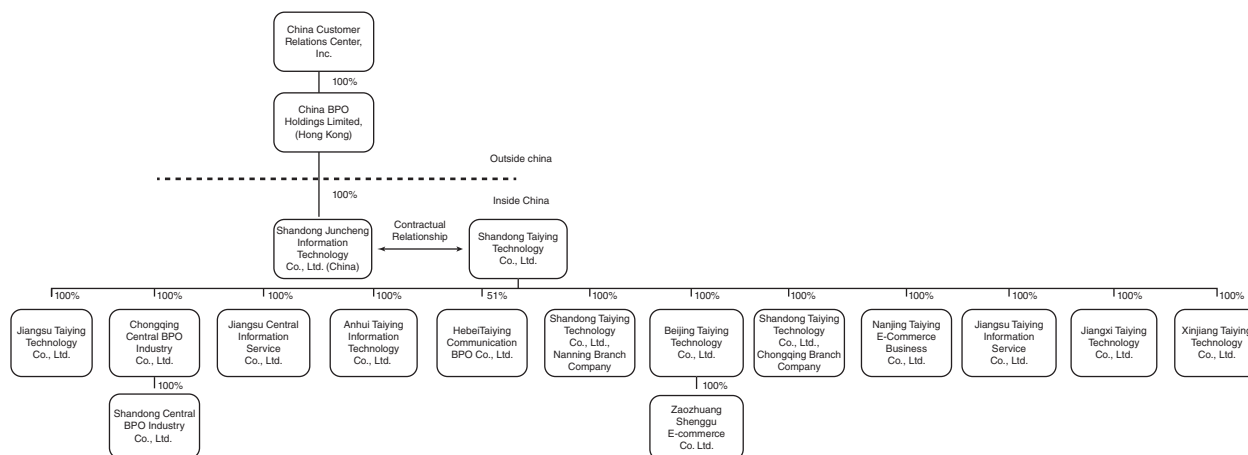 China Customer
Relations Center,
Inc.
100%
China BPO
Holdings Limited,
(Hong Kong)
Outside china
100%
Inside China
Shandong Juncheng
Information
Technology
Co., Ltd. (China)
Contractual
Relationship
Shandong Taiying
Technology
Co., Ltd.
100%
100%
100%
100%
51%
100%
100%
100%
100%
100%
100%
100%
Jiangsu Taiying
Technology
Co., Ltd.
Chongqing
Central BPO
Industry
Co., Ltd.
Jiangsu Central
Information
Service
Co., Ltd.
Anhui Taiying
Information
Technology
Co., Ltd.
HebeiTaiying
Communication
BPO Co., Ltd.
Shandong Taiying
Technology
Co., Ltd.,
Nanning Branch
Company
Beijing Taiying
Technology
Co., Ltd.
Shandong Taiying
Technology
Co., Ltd.,
Chongqing Branch
Company
Nanjing Taiying
E-Commerce
Business
Co., Ltd.
Jiangsu Taiying
Information
Service
Co., Ltd.
Jiangxi Taiying
Technology
Co., Ltd.
Xinjiang Taiying
Technology
Co., Ltd.
100%
100%
Shandong Central
BPO Industry
Co., Ltd.
Zaozhuang
Shenggu
E-commerce
Co. Ltd.